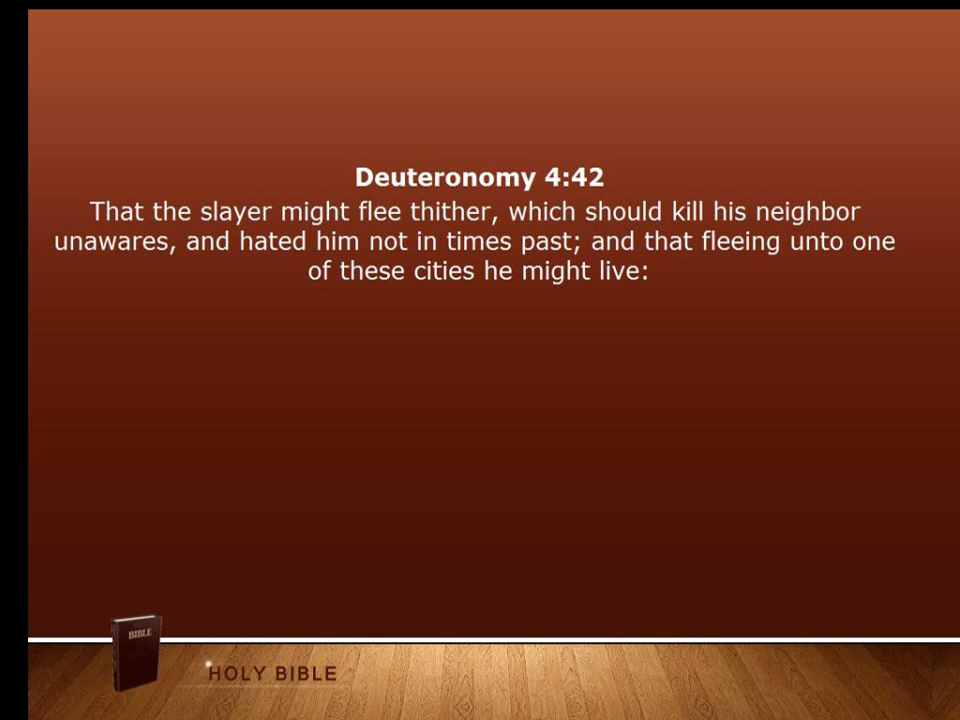 Deuteronomy 4:42
That the slayer might flee thither, which should kill his neighbor
unawares, and hated him not in times past; and that fleeing unto one
of these cities he might live:
BIBLE
HOLY BIBLE